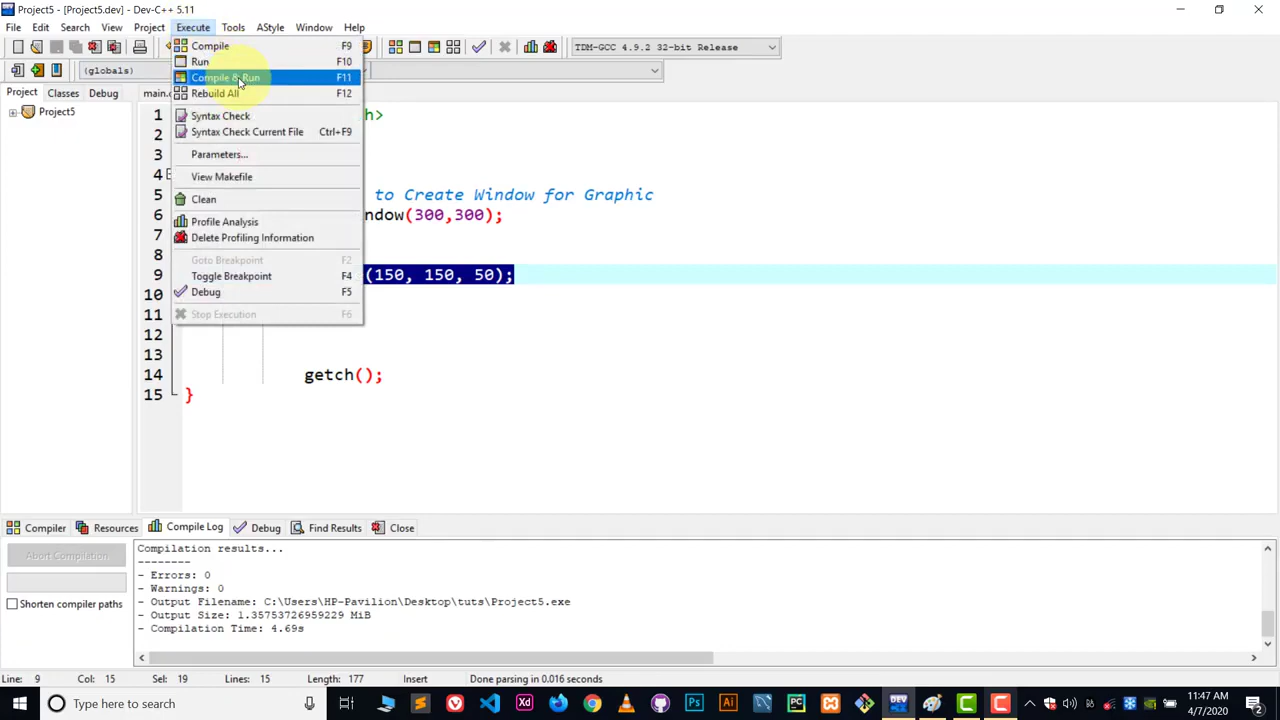 Project5 - [Project5.dev] - Dev-C++ 5.11
File Edit Search View Project Execute Tools AStyle Window Help
TDM-GCC 4.9.2 32-bit Release
(globals)
Project Classes Debug main.c
Project5
Compile F9
Run F10
Compile & Run F11
Rebuild All F12
Syntax Check
Syntax Check Current File Ctrl+F9
Parameters...
View Makefile
Clean
Profile Analysis
Delete Profiling Information
Goto Breakpoint F2
Toggle Breakpoint F4
Debug F5
Stop Execution F6
1 h>
2
3
4
5 to Create Window for Graphic
6 ndow(300,300);
7
8
9 (150, 150, 50);
10
11
12
13
14 getch();
15 }
Compiler Resources Compile Log Debug Find Results Close
Abort Compilation
Shorten compiler paths
Compilation results...
--------
- Errors: 0
- Warnings: 0
- Output Filename: C:\Users\HP-Pavilion\Desktop\tuts\Project5.exe
- Output Size: 1.35753726959229 MiB
- Compilation Time: 4.69s
Line: 9 Col: 15 Sel: 19 Lines: 15 Length: 177 Insert Done parsing in 0.016 seconds
Type here to search
11:47 AM
4/7/2020
2